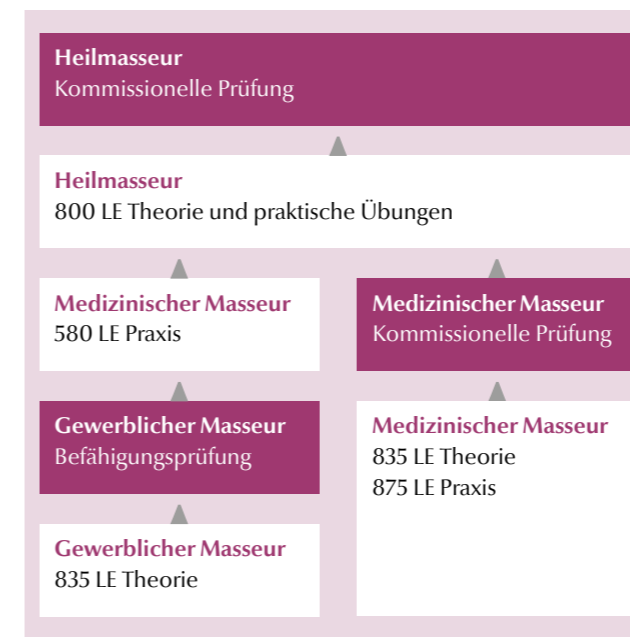 Heilmasseur
Kommissionelle Prüfung
Heilmasseur
800 LE Theorie und praktische Übungen
Medizinischer Masseur
580 LE Praxis
Medizinischer Masseur
Kommissionelle Prüfung
Gewerblicher Masseur
Befähigungsprüfung
Medizinischer Masseur
835 LE Theorie
875 LE Praxis
Gewerblicher Masseur
835 LE Theorie